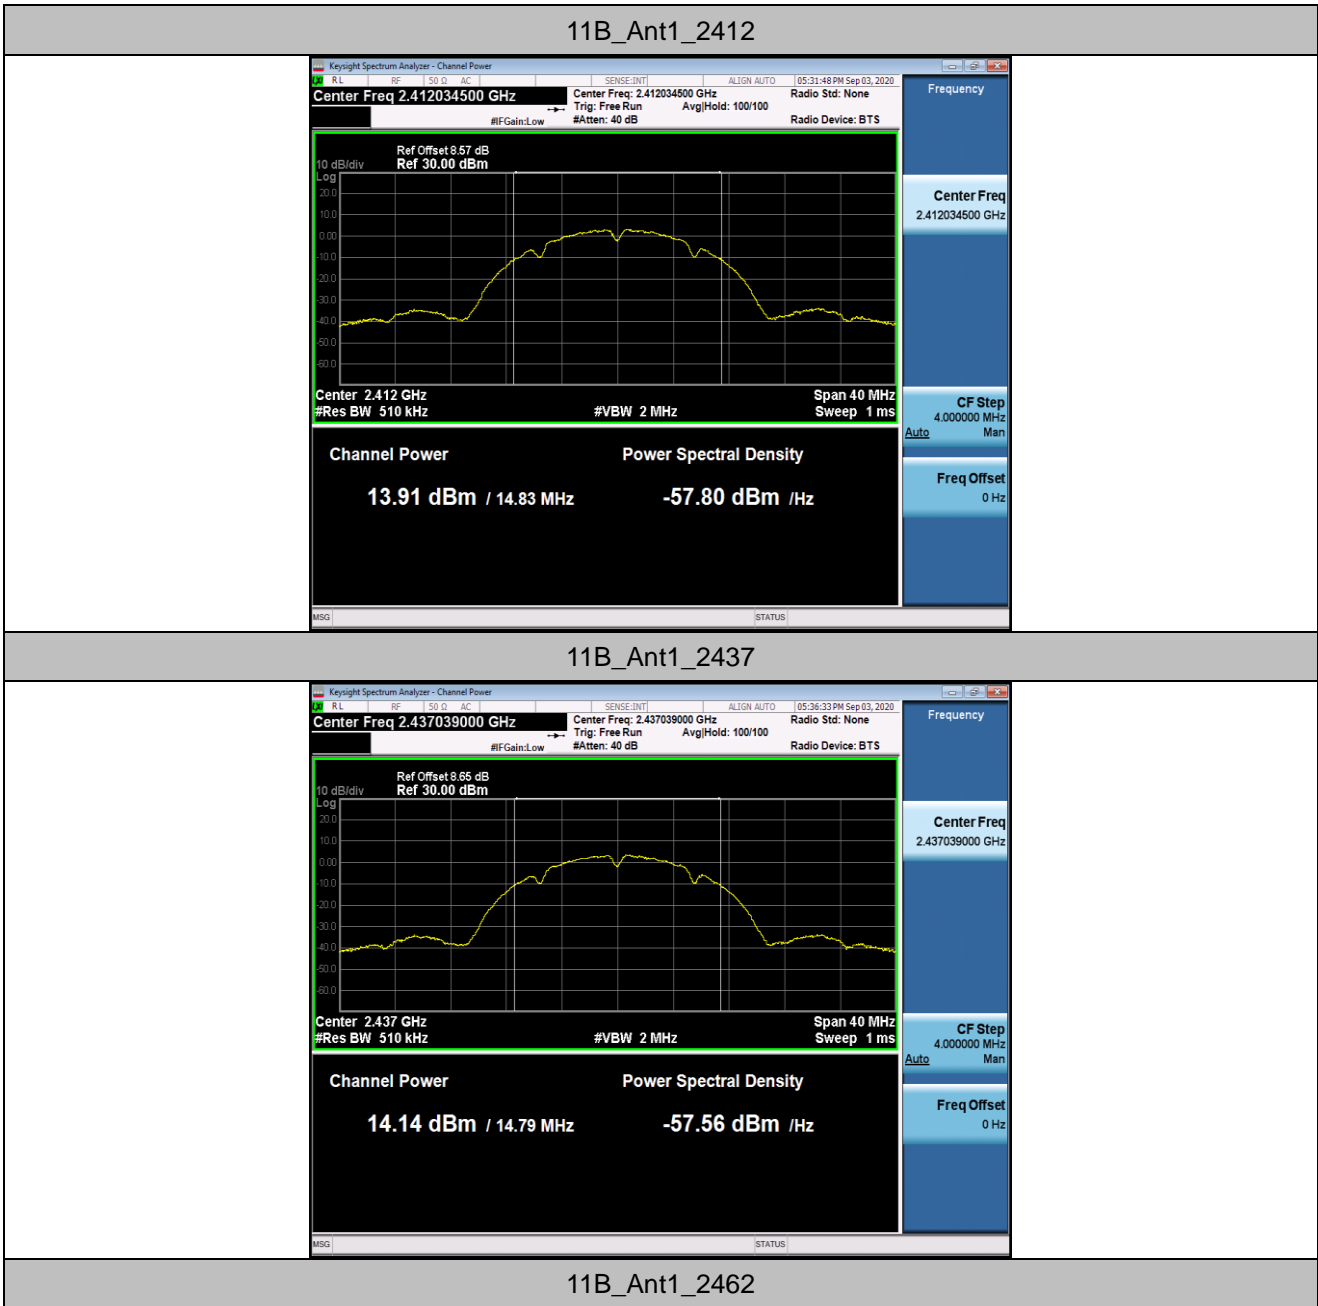 11B_Ant1_2412
Keysight Spectrum Analyzer - Channel Power
RL RF 50 Ω AC SENSE:INT ALIGN AUTO 05:31:48 PM Sep 03, 2020
Center Freq 2.412034500 GHz
Center Freq: 2.412034500 GHz Radio Std: None
Trig: Free Run Avg|Hold: 100/100
#IFGain:Low #Atten: 40 dB Radio Device: BTS
Frequency
Ref Offset 8.57 dB
10 dB/div Ref 30.00 dBm
Log
20.0
10.0
0.00
-10.0
-20.0
-30.0
-40.0
-50.0
-60.0
Center 2.412 GHz Span 40 MHz
#Res BW 510 kHz #VBW 2 MHz Sweep 1 ms
Channel Power Power Spectral Density
13.91 dBm / 14.83 MHz -57.80 dBm /Hz
Center Freq
2.412034500 GHz
CF Step
4.000000 MHz
Auto Man
Freq Offset
0 Hz
MSG STATUS
11B_Ant1_2437
Keysight Spectrum Analyzer - Channel Power
RL RF 50 Ω AC SENSE:INT ALIGN AUTO 05:36:33 PM Sep 03, 2020
Center Freq 2.437039000 GHz
Center Freq: 2.437039000 GHz Radio Std: None
Trig: Free Run Avg|Hold: 100/100
#IFGain:Low #Atten: 40 dB Radio Device: BTS
Frequency
Ref Offset 8.65 dB
10 dB/div Ref 30.00 dBm
Log
20.0
10.0
0.00
-10.0
-20.0
-30.0
-40.0
-50.0
-60.0
Center 2.437 GHz Span 40 MHz
#Res BW 510 kHz #VBW 2 MHz Sweep 1 ms
Channel Power Power Spectral Density
14.14 dBm / 14.79 MHz -57.56 dBm /Hz
Center Freq
2.437039000 GHz
CF Step
4.000000 MHz
Auto Man
Freq Offset
0 Hz
MSG STATUS
11B_Ant1_2462